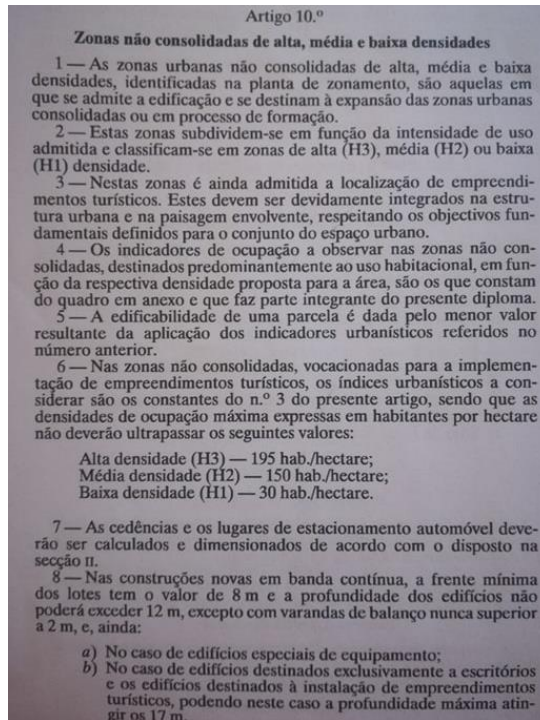 Artigo 10.º
Zonas não consolidadas de alta, média e baixa densidades
1 — As zonas urbanas não consolidadas de alta, média e baixa
densidades, identificadas na planta de zonamento, são aquelas em
que se admite a edificação e se destinam à expansão das zonas urbanas
consolidadas ou em processo de formação.
2 — Estas zonas subdividem-se em função da intensidade de uso
admitida e classificam-se em zonas de alta (H3), média (H2) ou baixa
(H1) densidade.
3 — Nestas zonas é ainda admitida a localização de empreendi-
mentos turísticos. Estes devem ser devidamente integrados na estru-
tura urbana e na paisagem envolvente, respeitando os objectivos fun-
damentais definidos para o conjunto do espaço urbano.
4 — Os indicadores de ocupação a observar nas zonas não con-
solidadas, destinados predominantemente ao uso habitacional, em fun-
ção da respectiva densidade proposta para a área, são os que constam
do quadro em anexo e que faz parte integrante do presente diploma.
5 — A edificabilidade de uma parcela é dada pelo menor valor
resultante da aplicação dos indicadores urbanísticos referidos no
número anterior.
6 — Nas zonas não consolidadas, vocacionadas para a implemen-
tação de empreendimentos turísticos, os índices urbanísticos a con-
siderar são os constantes do n.º 3 do presente artigo, sendo que as
densidades de ocupação máxima expressas em habitantes por hectare
não deverão ultrapassar os seguintes valores:
Alta densidade (H3) — 195 hab./hectare;
Média densidade (H2) — 150 hab./hectare;
Baixa densidade (H1) — 30 hab./hectare.
7 — As cedências e os lugares de estacionamento automóvel deve-
rão ser calculados e dimensionados de acordo com o disposto na
secção II.
8 — Nas construções novas em banda contínua, a frente mínima
dos lotes tem o valor de 8 m e a profundidade dos edifícios não
poderá exceder 12 m, excepto com varandas de balanço nunca superior
a 2 m, e, ainda:
a) No caso de edifícios especiais de equipamento;
b) No caso de edifícios destinados exclusivamente a escritórios
e os edifícios destinados à instalação de empreendimentos
turísticos, podendo neste caso a profundidade máxima atin-
gir os 17 m.